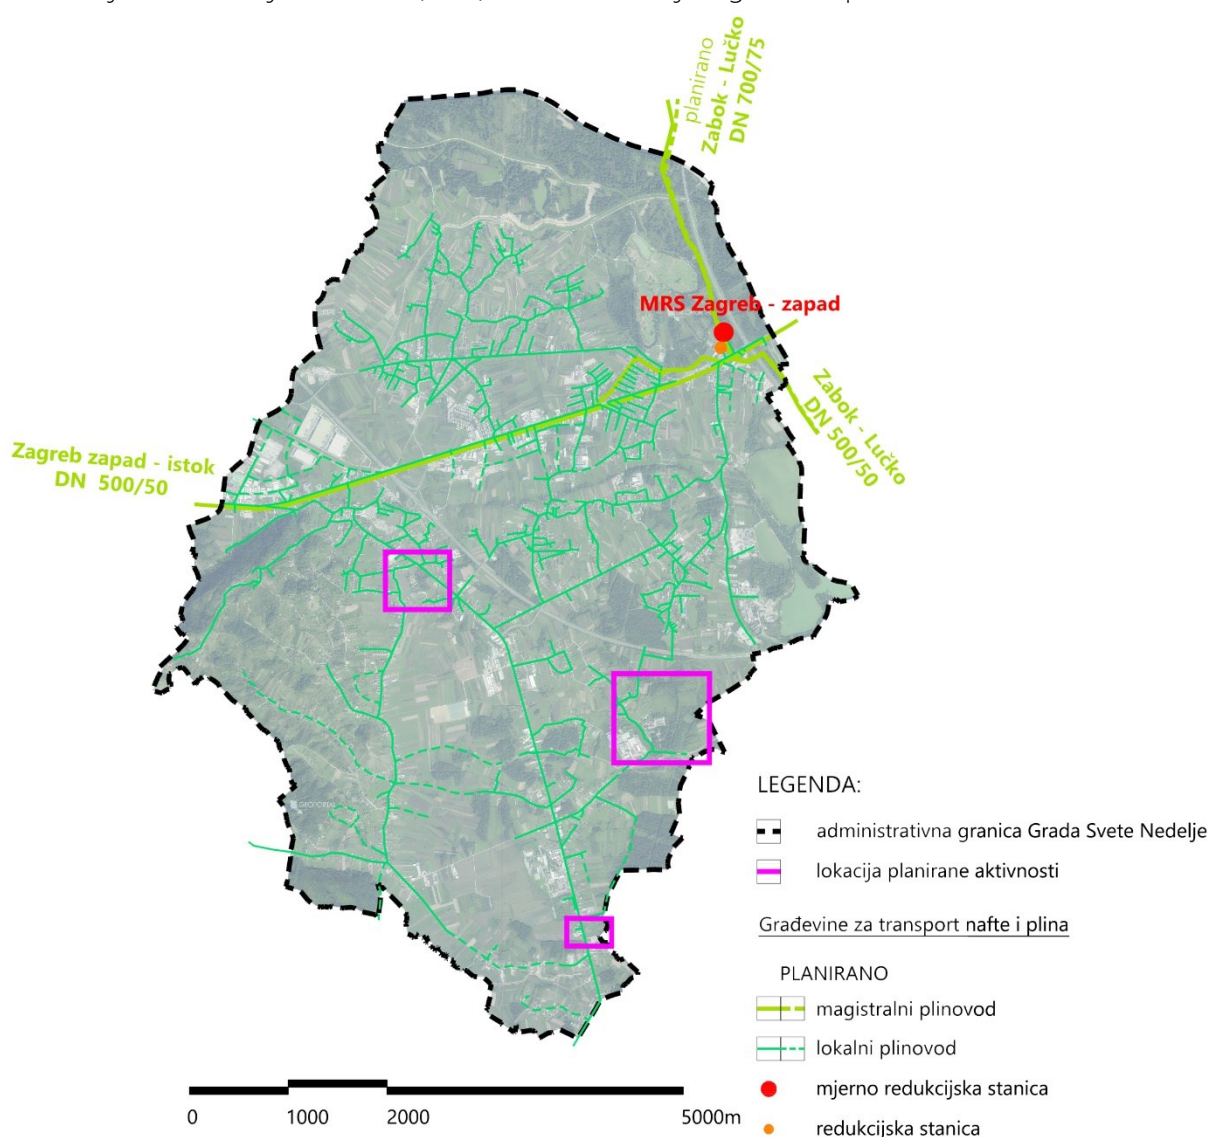 planirano
Zabok - Lučko
DN 700/75
MRS Zagreb - zapad
Zabok - Lučko
DN 500/50
Zagreb zapad - istok
DN 500/50
GEOPORTAL
LEGENDA:
administrativna granica Grada Svete Nedelje
lokacija planirane aktivnosti
Građevine za transport nafte i plina
PLANIRANO
magistralni plinovod
lokalni plinovod
mjerno redukcijska stanica
redukcijska stanica
0 1000 2000 5000m